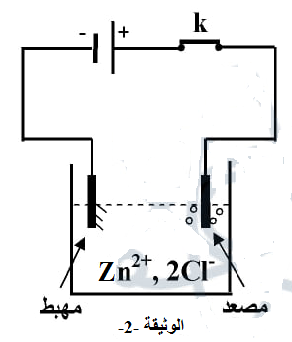 k
- +
Zn²⁺, 2Cl⁻
مهبط مصعد
الوثيقة -2-